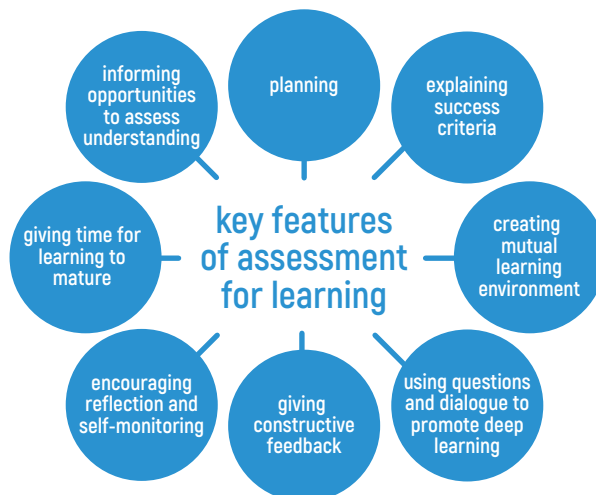 planning
explaining
success
criteria
creating
mutual
learning
environment
using questions
and dialogue to
promote deep
learning
giving
constructive
feedback
encouraging
reflection and
self-monitoring
giving time for
learning to
mature
informing
opportunities
to assess
understanding
key features
of assessment
for learning